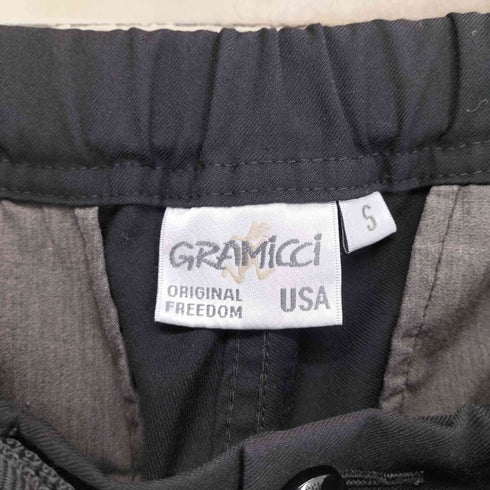 GRAMiCCi
ORIGINAL
FREEDOM
USA
S